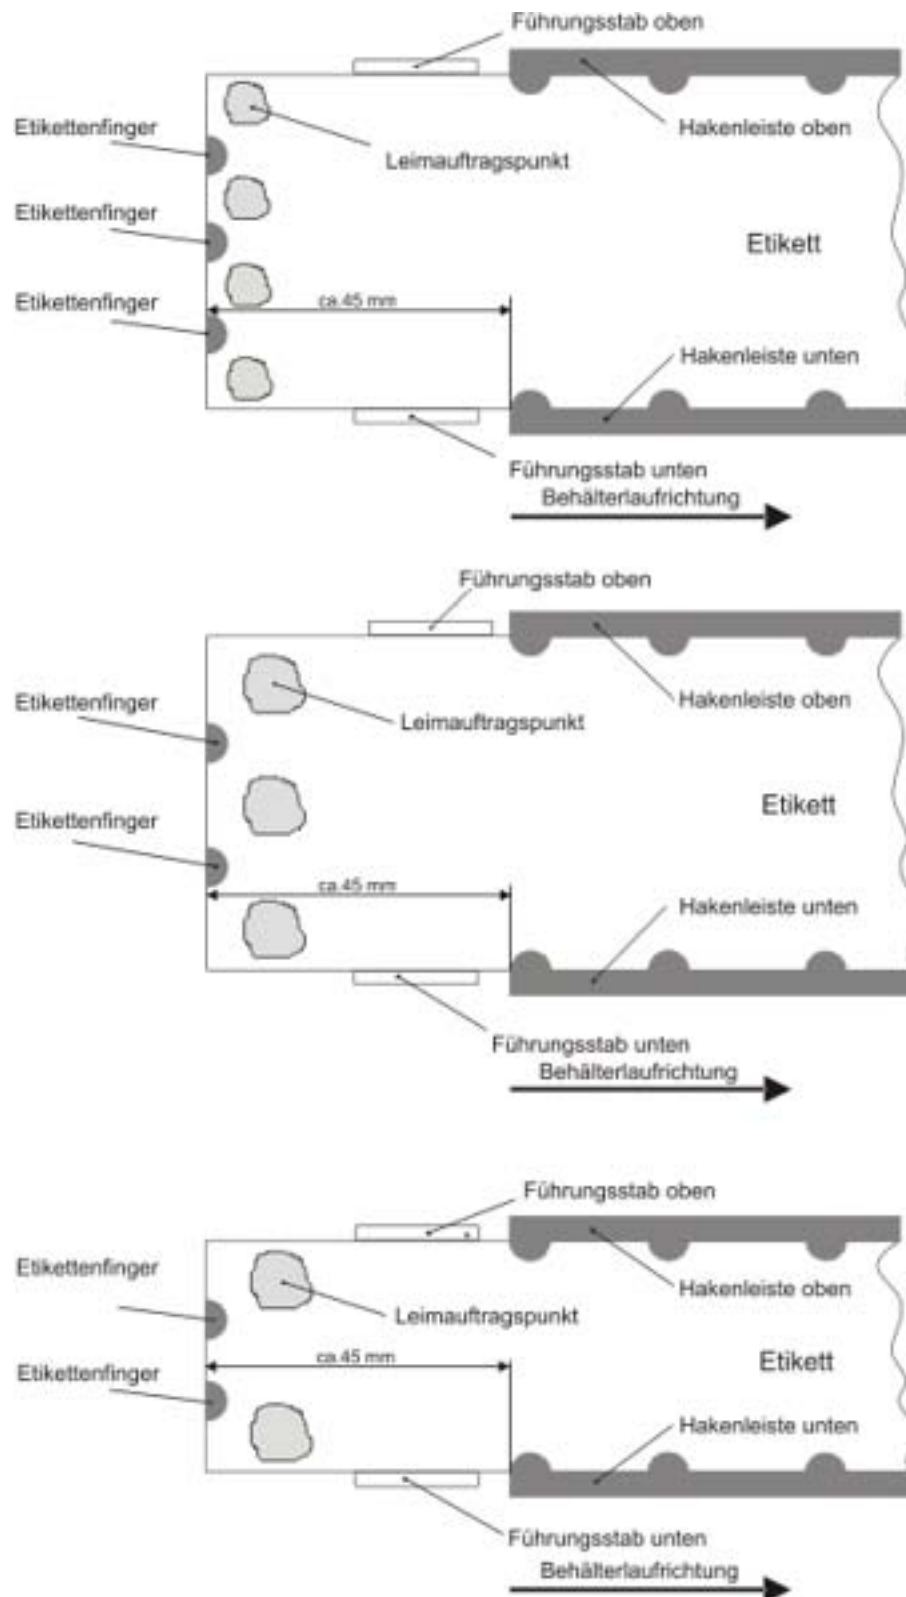 Führungsstab oben
Etikettenfinger
Hakenleiste oben
Leimauftragspunkt
Etikettenfinger
Etikett
Etikettenfinger
ca.45 mm
Hakenleiste unten
Führungsstab unten
Behälterlaufrichtung
Führungsstab oben
Etikettenfinger
Hakenleiste oben
Leimauftragspunkt
Etikett
Etikettenfinger
ca.45 mm
Hakenleiste unten
Führungsstab unten
Behälterlaufrichtung
Führungsstab oben
Etikettenfinger
Hakenleiste oben
Leimauftragspunkt
ca.45 mm
Etikett
Etikettenfinger
Hakenleiste unten
Führungsstab unten
Behälterlaufrichtung